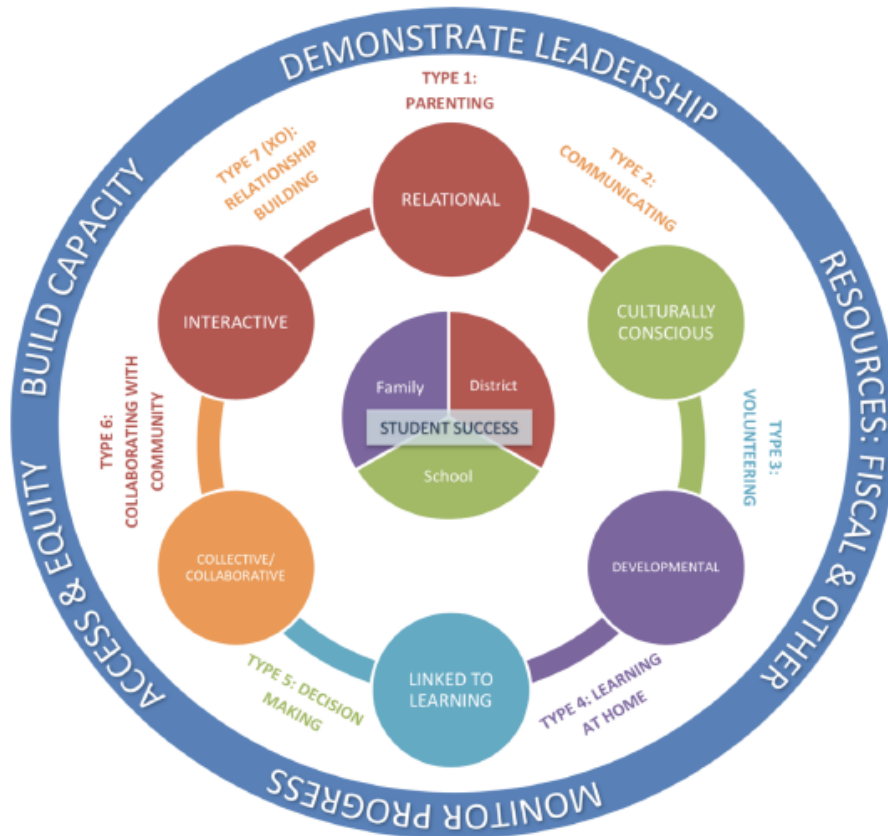 DEMONSTRATE LEADERSHIP
RESOURCES: FISCAL & OTHER
MONITOR PROGRESS
ACCESS & EQUITY
BUILD CAPACITY
TYPE 1:
PARENTING
TYPE 2:
COMMUNICATING
TYPE 3:
VOLUNTEERING
TYPE 4: LEARNING
AT HOME
TYPE 5: DECISION
MAKING
TYPE 6:
COLLABORATING WITH
COMMUNITY
TYPE 7 (XO):
RELATIONSHIP
BUILDING
RELATIONAL
CULTURALLY
CONSCIOUS
DEVELOPMENTAL
LINKED TO
LEARNING
COLLECTIVE/
COLLABORATIVE
INTERACTIVE
Family
District
STUDENT SUCCESS
School